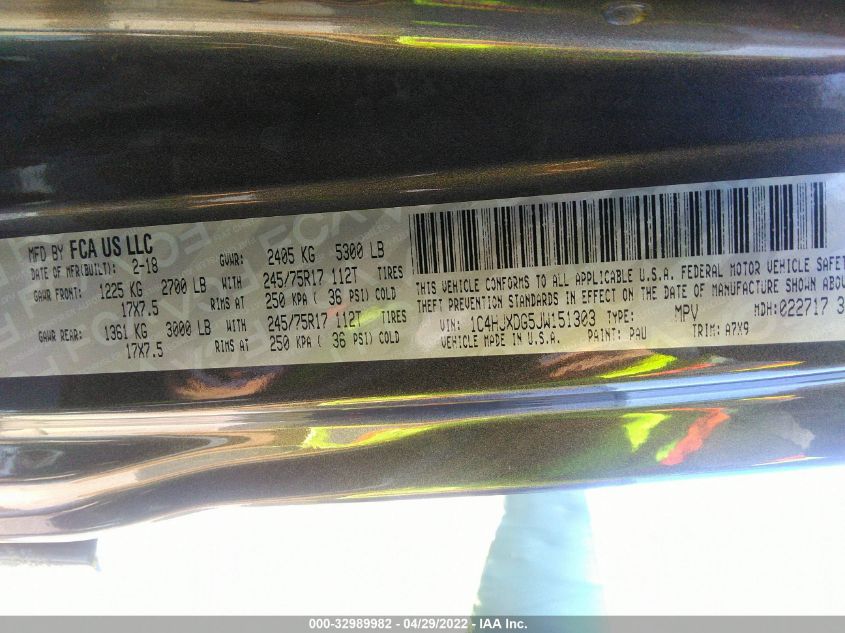 MFD BY FCA US LLC
DATE OF MFR(BUILT): 2-18 GVWR: 2405 KG 5300 LB
GAWR FRONT: 1225 KG 2700 LB WITH 245/75R17 112T TIRES
17X7.5 RIMS AT 250 KPA ( 36 PSI) COLD
GAWR REAR: 1361 KG 3000 LB WITH 245/75R17 112T TIRES
17X7.5 RIMS AT 250 KPA ( 36 PSI) COLD
THIS VEHICLE CONFORMS TO ALL APPLICABLE U.S.A. FEDERAL MOTOR VEHICLE SAFET
THEFT PREVENTION STANDARDS IN EFFECT ON THE DATE OF MANUFACTURE SHOWN ABOV
VIN: 1C4HJXDG5JW151303 TYPE: MPV MDH:022717 3
VEHICLE MADE IN U.S.A. PAINT: PAU TRIM: A7X9
000-32989982 - 04/29/2022 - IAA Inc.